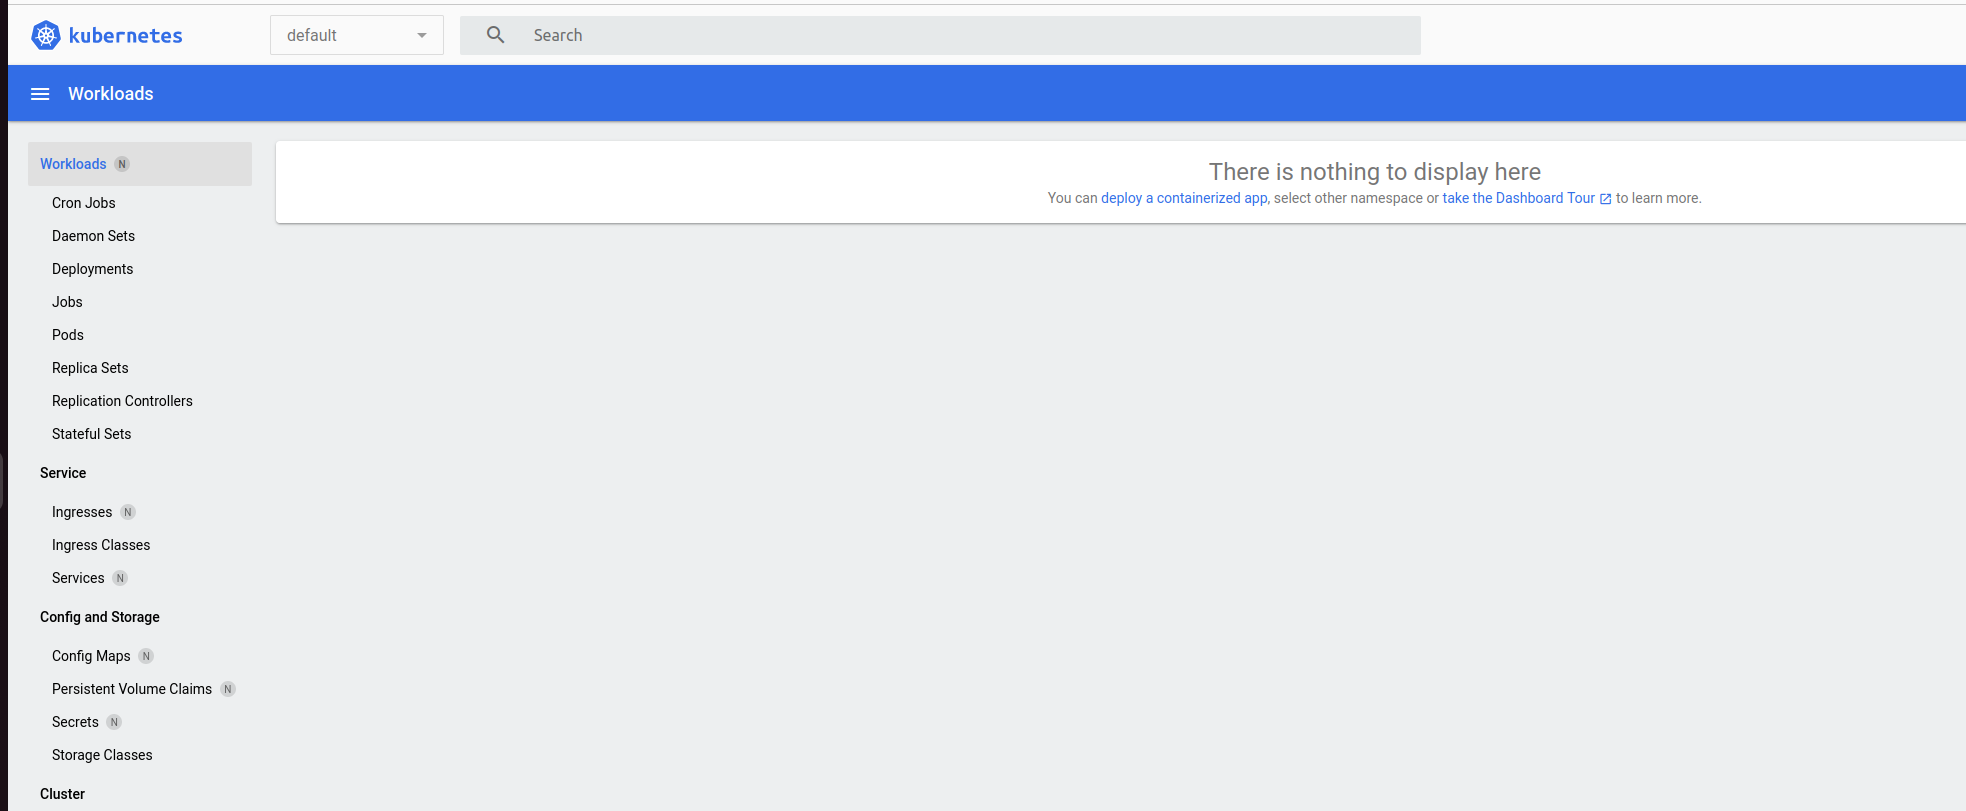 kubernetes
default
Search
Workloads
Workloads N
Cron Jobs
Daemon Sets
Deployments
Jobs
Pods
Replica Sets
Replication Controllers
Stateful Sets
Service
Ingresses N
Ingress Classes
Services N
Config and Storage
Config Maps N
Persistent Volume Claims N
Secrets N
Storage Classes
Cluster
There is nothing to display here
You can deploy a containerized app, select other namespace or take the Dashboard Tour to learn more.